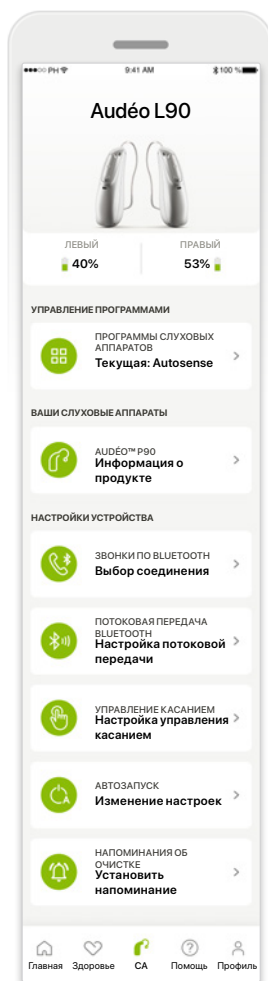 PH 9:41 AM 100 %
Audéo L90
ЛЕВЫЙ ПРАВЫЙ
40% 53%
УПРАВЛЕНИЕ ПРОГРАММАМИ
ПРОГРАММЫ СЛУХОВЫХ
АППАРАТОВ
Текущая: Autosense
ВАШИ СЛУХОВЫЕ АППАРАТЫ
AUDÉO™ P90
Информация о
продукте
НАСТРОЙКИ УСТРОЙСТВА
ЗВОНКИ ПО BLUETOOTH
Выбор соединения
ПОТОКОВАЯ ПЕРЕДАЧА
BLUETOOTH
Настройка потоковой
передачи
УПРАВЛЕНИЕ КАСАНИЕМ
Настройка управления
касанием
АВТОЗАПУСК
Изменение настроек
НАПОМИНАНИЯ ОБ
ОЧИСТКЕ
Установить
напоминание
Главная Здоровье СА Помощь Профиль